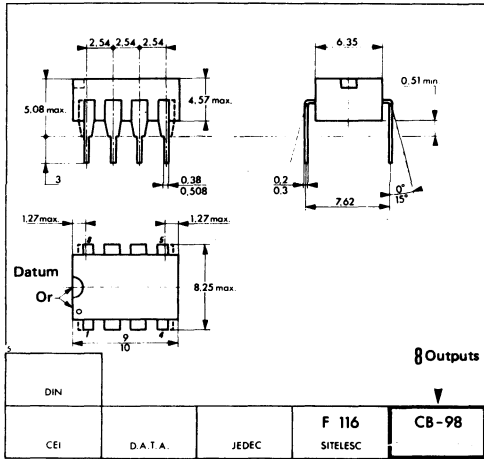 2.54 2.54 2.54
6.35
5.08 max.
4.57 max.
0.51 min
3
0.38
0.508
0.2
0.3
7.62
0°
15°
1.27 max.
1.27 max.
8
5
Datum
Or
8.25 max.
1
4
9
10
5
8 Outputs
DIN
CEI
D.A.T.A.
JEDEC
F 116
SITELESC
CB-98